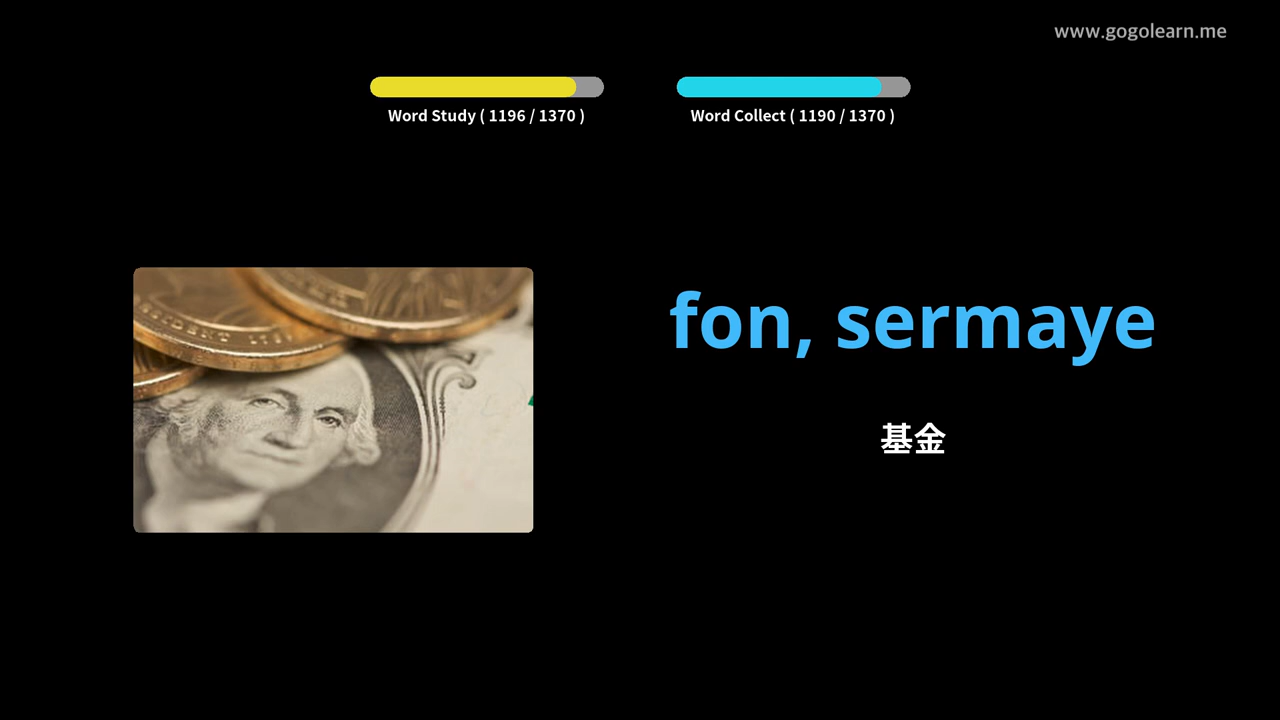 www.gogolearn.me
Word Study ( 1196 / 1370 )
Word Collect ( 1190 / 1370 )
fon, sermaye
基金